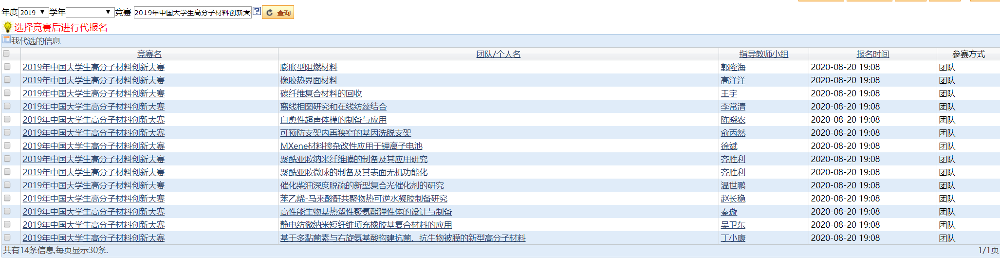 年度 2019 学年 竞赛 2019年中国大学生高分子材料创新大 查询
选择竞赛后进行代报名
我代选的信息
竞赛名 团队/个人名 指导教师小组 报名时间 参赛方式
2019年中国大学生高分子材料创新大赛 膨胀型阻燃材料 郭隆海 2020-08-20 19:08 团队
2019年中国大学生高分子材料创新大赛 橡胶热界面材料 高洋洋 2020-08-20 19:08 团队
2019年中国大学生高分子材料创新大赛 碳纤维复合材料的回收 王宇 2020-08-20 19:08 团队
2019年中国大学生高分子材料创新大赛 离线相图研究和在线纺丝结合 李常清 2020-08-20 19:08 团队
2019年中国大学生高分子材料创新大赛 自愈性超声体模的制备与应用 陈晓农 2020-08-20 19:08 团队
2019年中国大学生高分子材料创新大赛 可预防支架内再狭窄的基因洗脱支架 俞丙然 2020-08-20 19:08 团队
2019年中国大学生高分子材料创新大赛 MXene材料掺杂改性应用于锂离子电池 徐斌 2020-08-20 19:08 团队
2019年中国大学生高分子材料创新大赛 聚酰亚胺纳米纤维膜的制备及其应用研究 齐胜利 2020-08-20 19:08 团队
2019年中国大学生高分子材料创新大赛 聚酰亚胺微球的制备及其表面无机功能化 齐胜利 2020-08-20 19:08 团队
2019年中国大学生高分子材料创新大赛 催化柴油深度脱硫的新型复合光催化剂的研究 温世鹏 2020-08-20 19:08 团队
2019年中国大学生高分子材料创新大赛 苯乙烯-马来酸酐共聚物热可逆水凝胶制备研究 赵长稳 2020-08-20 19:08 团队
2019年中国大学生高分子材料创新大赛 高性能生物基热塑性聚氨酯弹性体的设计与制备 秦璇 2020-08-20 19:08 团队
2019年中国大学生高分子材料创新大赛 静电纺微纳米短纤维填充橡胶基复合材料的应用 吴卫东 2020-08-20 19:08 团队
2019年中国大学生高分子材料创新大赛 基于多黏菌素与右旋氨基酸构建抗菌、抗生物被膜的新型高分子材料 丁小康 2020-08-20 19:08 团队
共有14条信息,每页显示30条. 1/1页